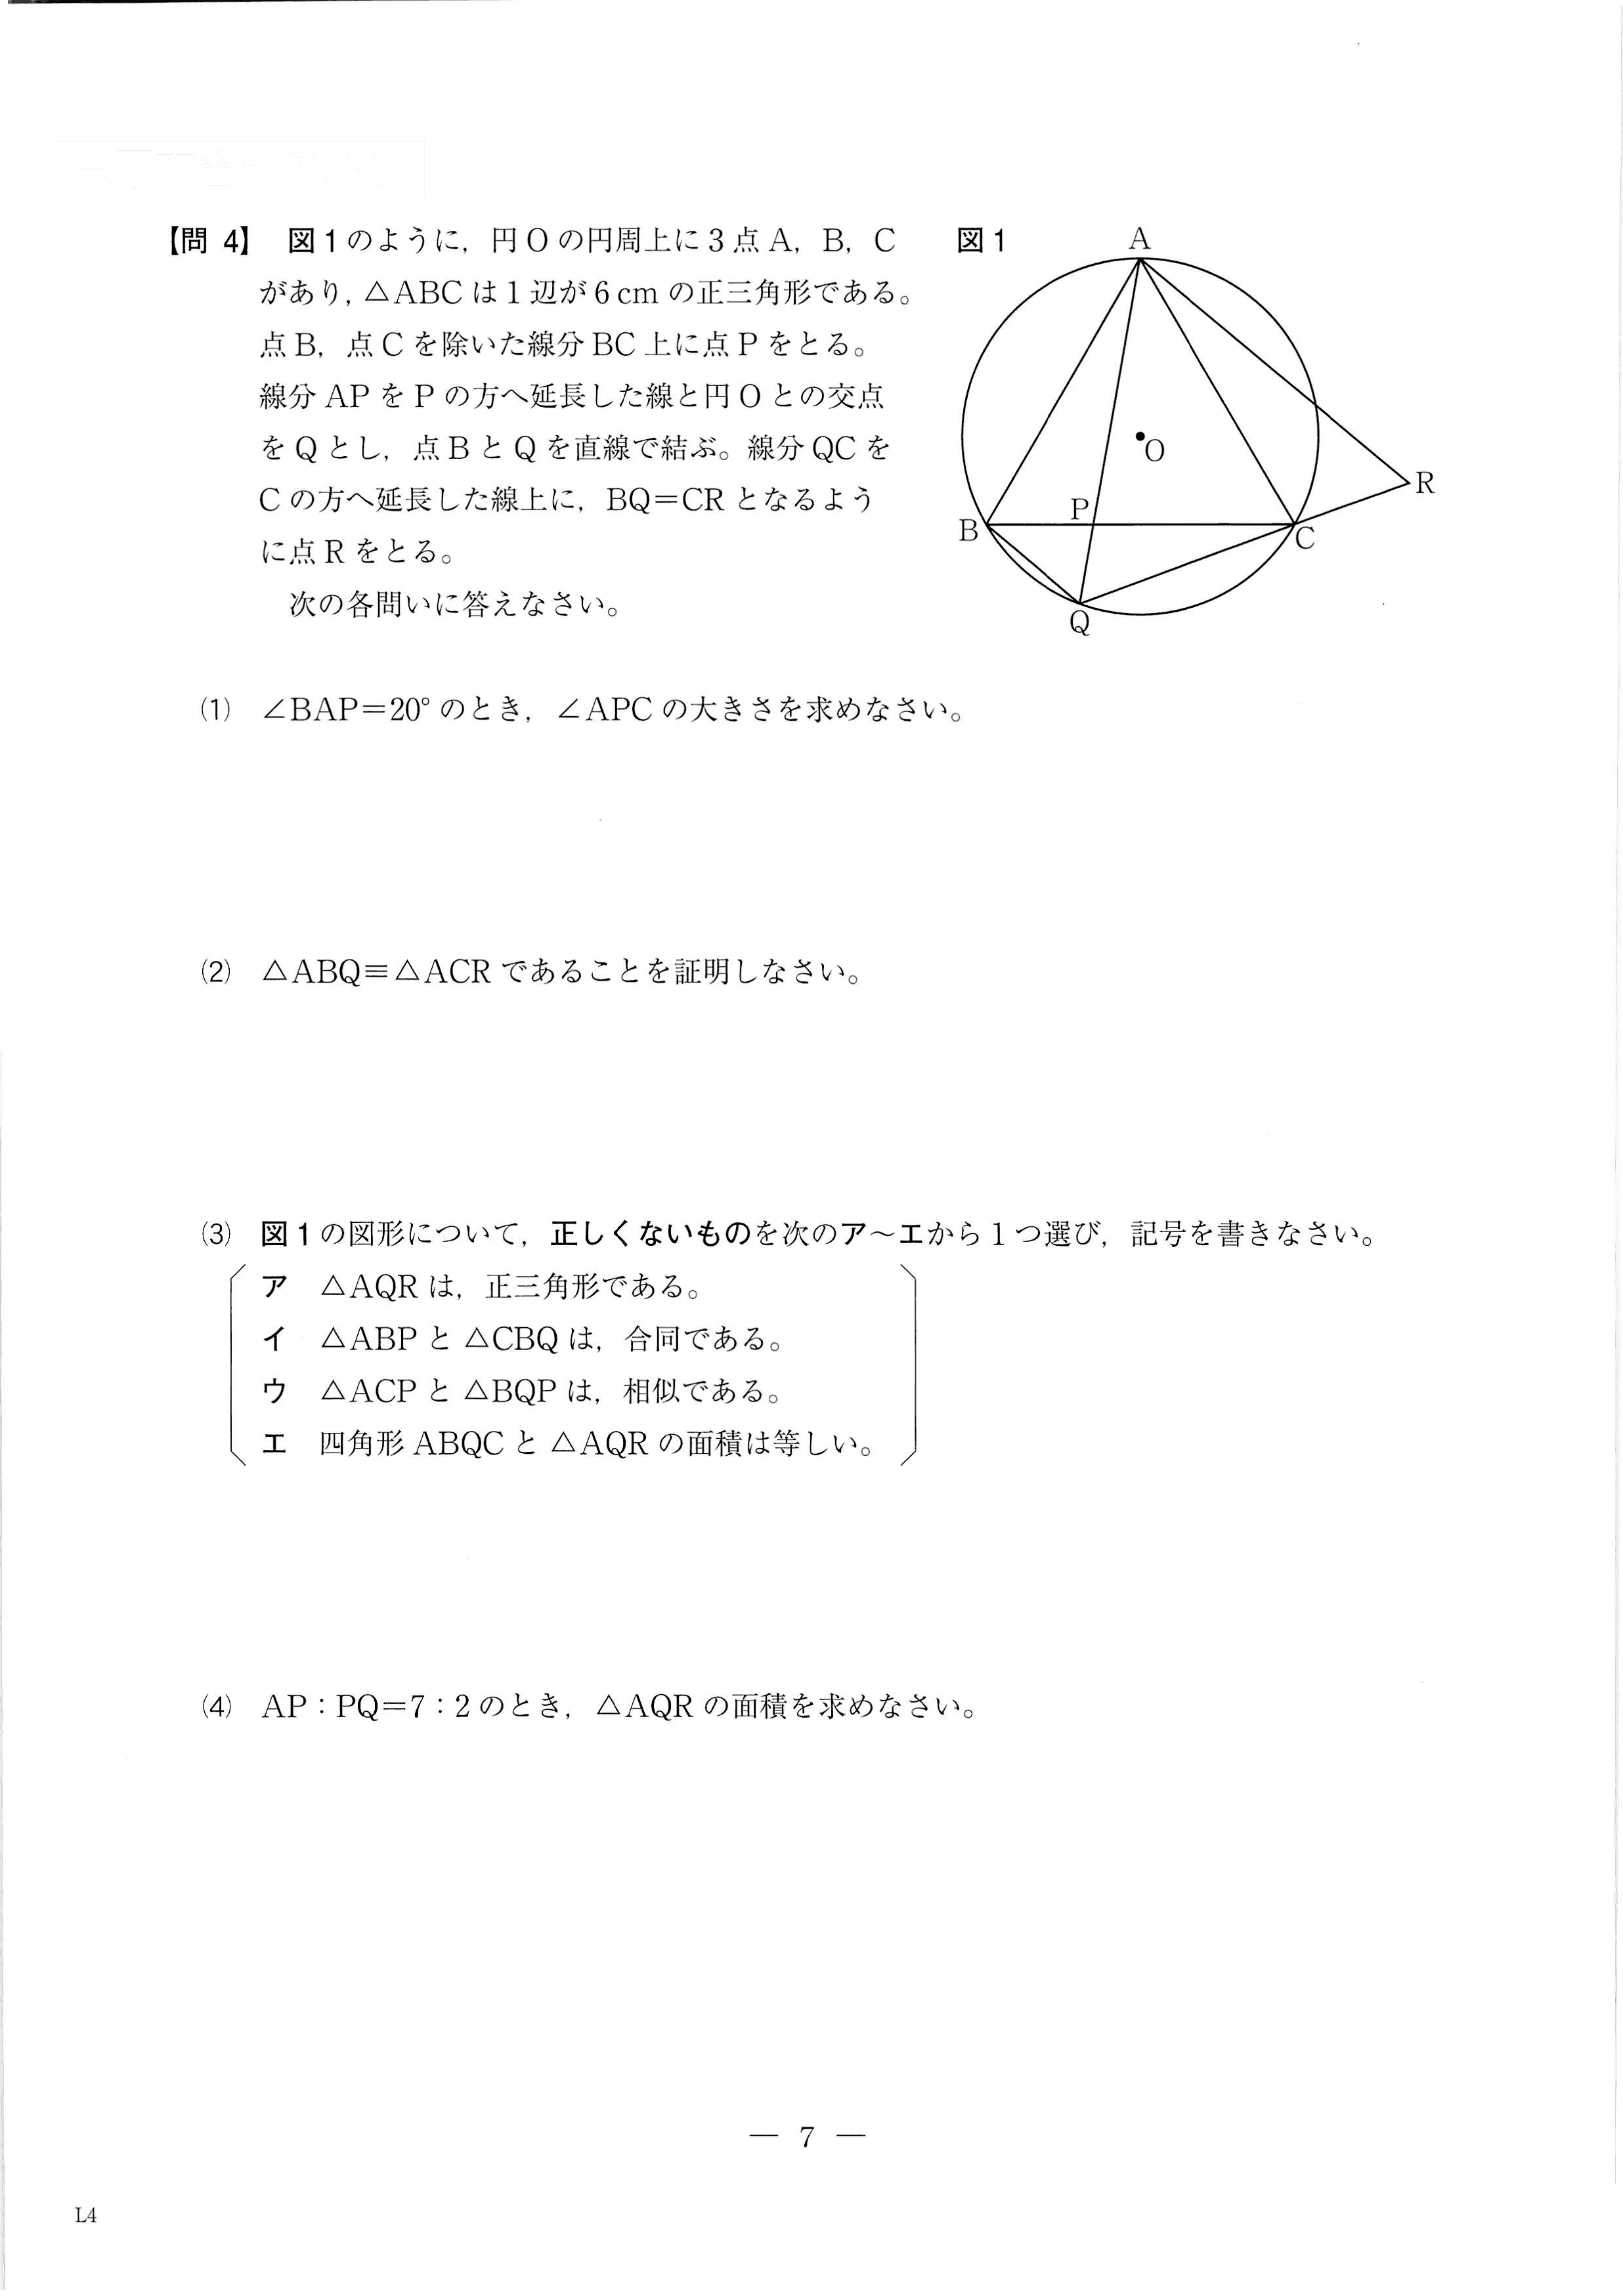 【問 4】 図1のように，円Oの円周上に3点A，B，C
があり，△ABCは1辺が6cmの正三角形である。
点B，点Cを除いた線分BC上に点Pをとる。
線分APをPの方へ延長した線と円Oとの交点
をQとし，点BとQを直線で結ぶ。線分QCを
Cの方へ延長した線上に，BQ＝CRとなるよう
に点Rをとる。
次の各問いに答えなさい。
図1
A
O
R
P
B
C
Q
(1) ∠BAP＝20°のとき，∠APCの大きさを求めなさい。
(2) △ABQ≡△ACRであることを証明しなさい。
(3) 図1の図形について，正しくないものを次のア～エから1つ選び，記号を書きなさい。
ア △AQRは，正三角形である。
イ △ABPと△CBQは，合同である。
ウ △ACPと△BQPは，相似である。
エ 四角形ABQCと△AQRの面積は等しい。
(4) AP：PQ＝7：2のとき，△AQRの面積を求めなさい。
— 7 —
L4